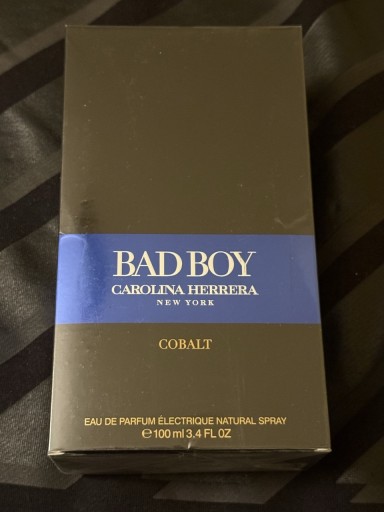 BAD BOY
CAROLINA HERRERA
NEW YORK
COBALT
EAU DE PARFUM ÉLECTRIQUE NATURAL SPRAY
℮ 100 ml 3.4 FL OZ